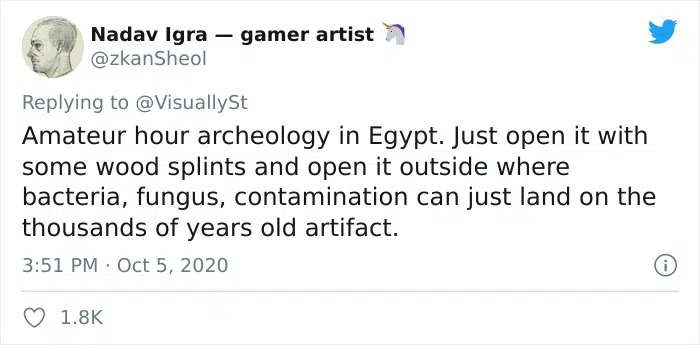 Nadav Igra — gamer artist 🦄
@zkanSheol
Replying to @VisuallySt
Amateur hour archeology in Egypt. Just open it with
some wood splints and open it outside where
bacteria, fungus, contamination can just land on the
thousands of years old artifact.
3:51 PM · Oct 5, 2020
1.8K